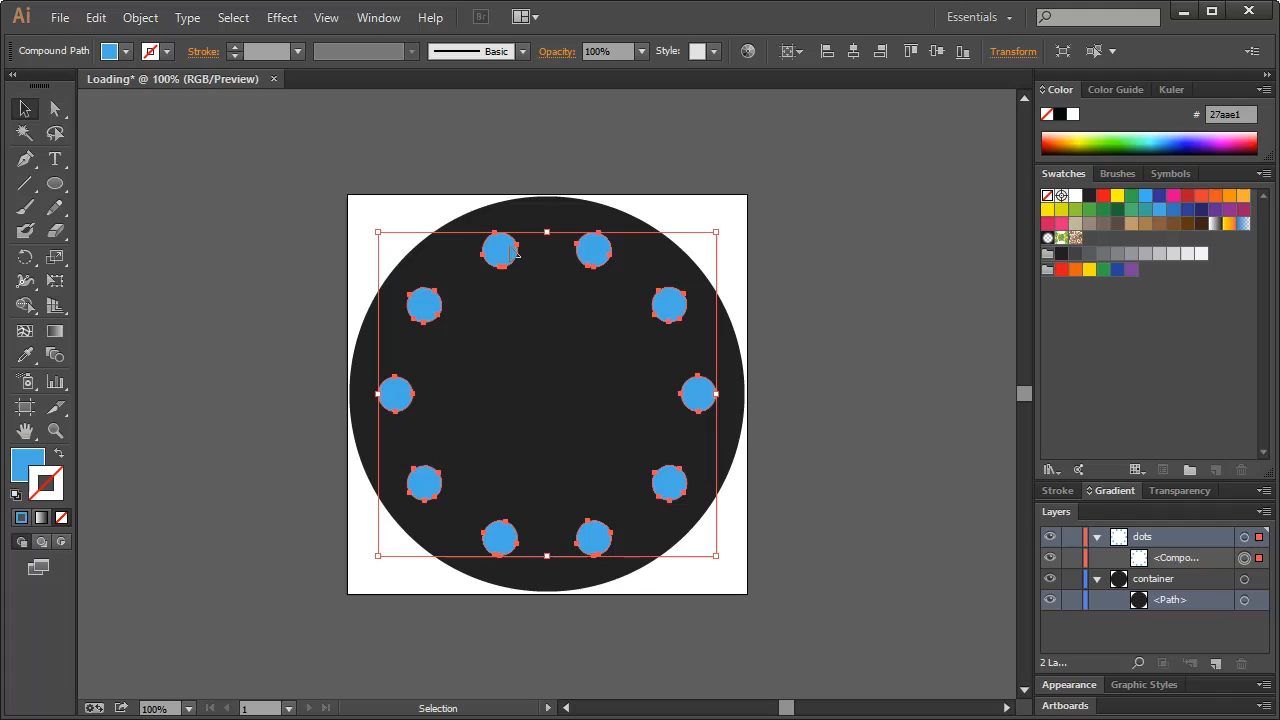 Ai File Edit Object Type Select Effect View Window Help Br Essentials
Compound Path Stroke: Basic Opacity: 100% Style: Transform
Loading* @ 100% (RGB/Preview) ×
Color Color Guide Kuler
# 27aae1
Swatches Brushes Symbols
Stroke Gradient Transparency
Layers
dots
<Compo...
container
<Path>
2 La...
Appearance Graphic Styles
Artboards
100% 1 Selection